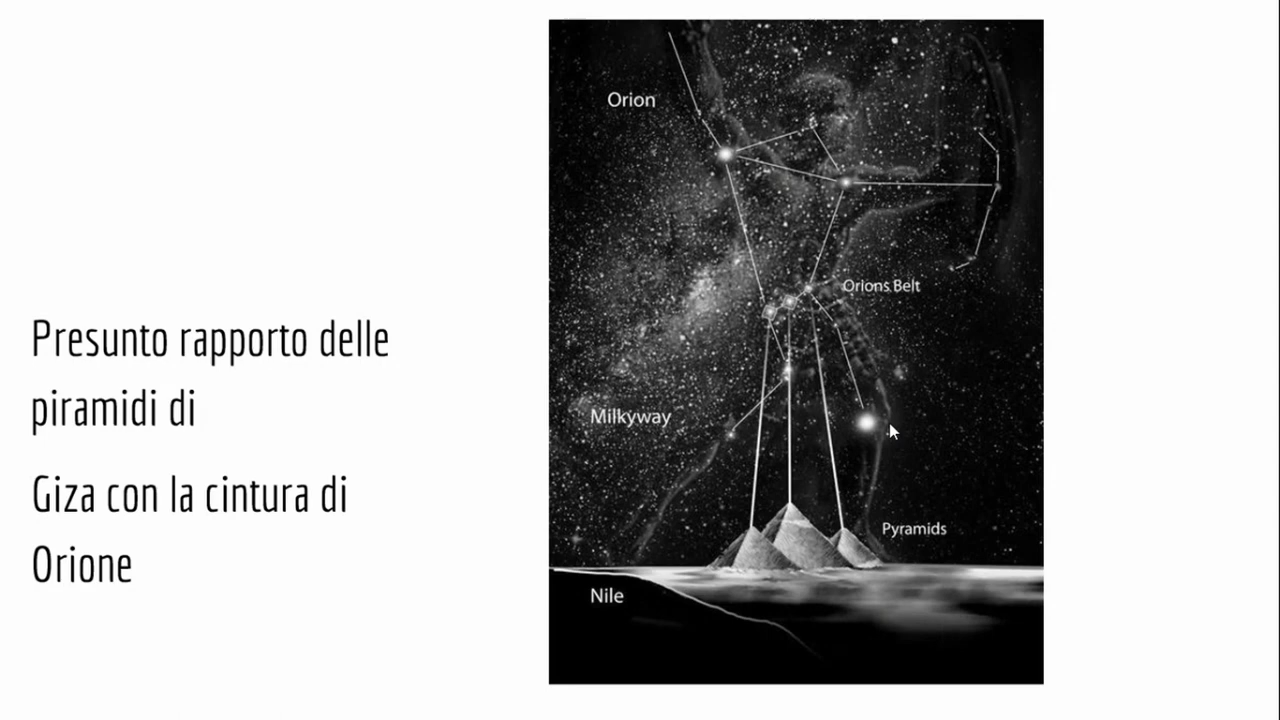 Presunto rapporto delle
piramidi di
Giza con la cintura di
Orione
Orion
Orions Belt
Milkyway
Pyramids
Nile